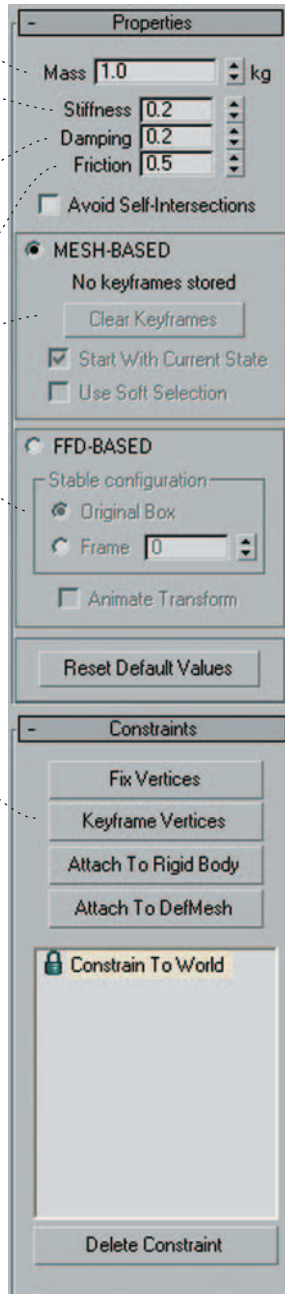 - Properties
Mass 1.0 kg
Stiffness 0.2
Damping 0.2
Friction 0.5
Avoid Self-Intersections
MESH-BASED
No keyframes stored
Clear Keyframes
Start With Current State
Use Soft Selection
FFD-BASED
Stable configuration
Original Box
Frame 0
Animate Transform
Reset Default Values
- Constraints
Fix Vertices
Keyframe Vertices
Attach To Rigid Body
Attach To DefMesh
Constrain To World
Delete Constraint